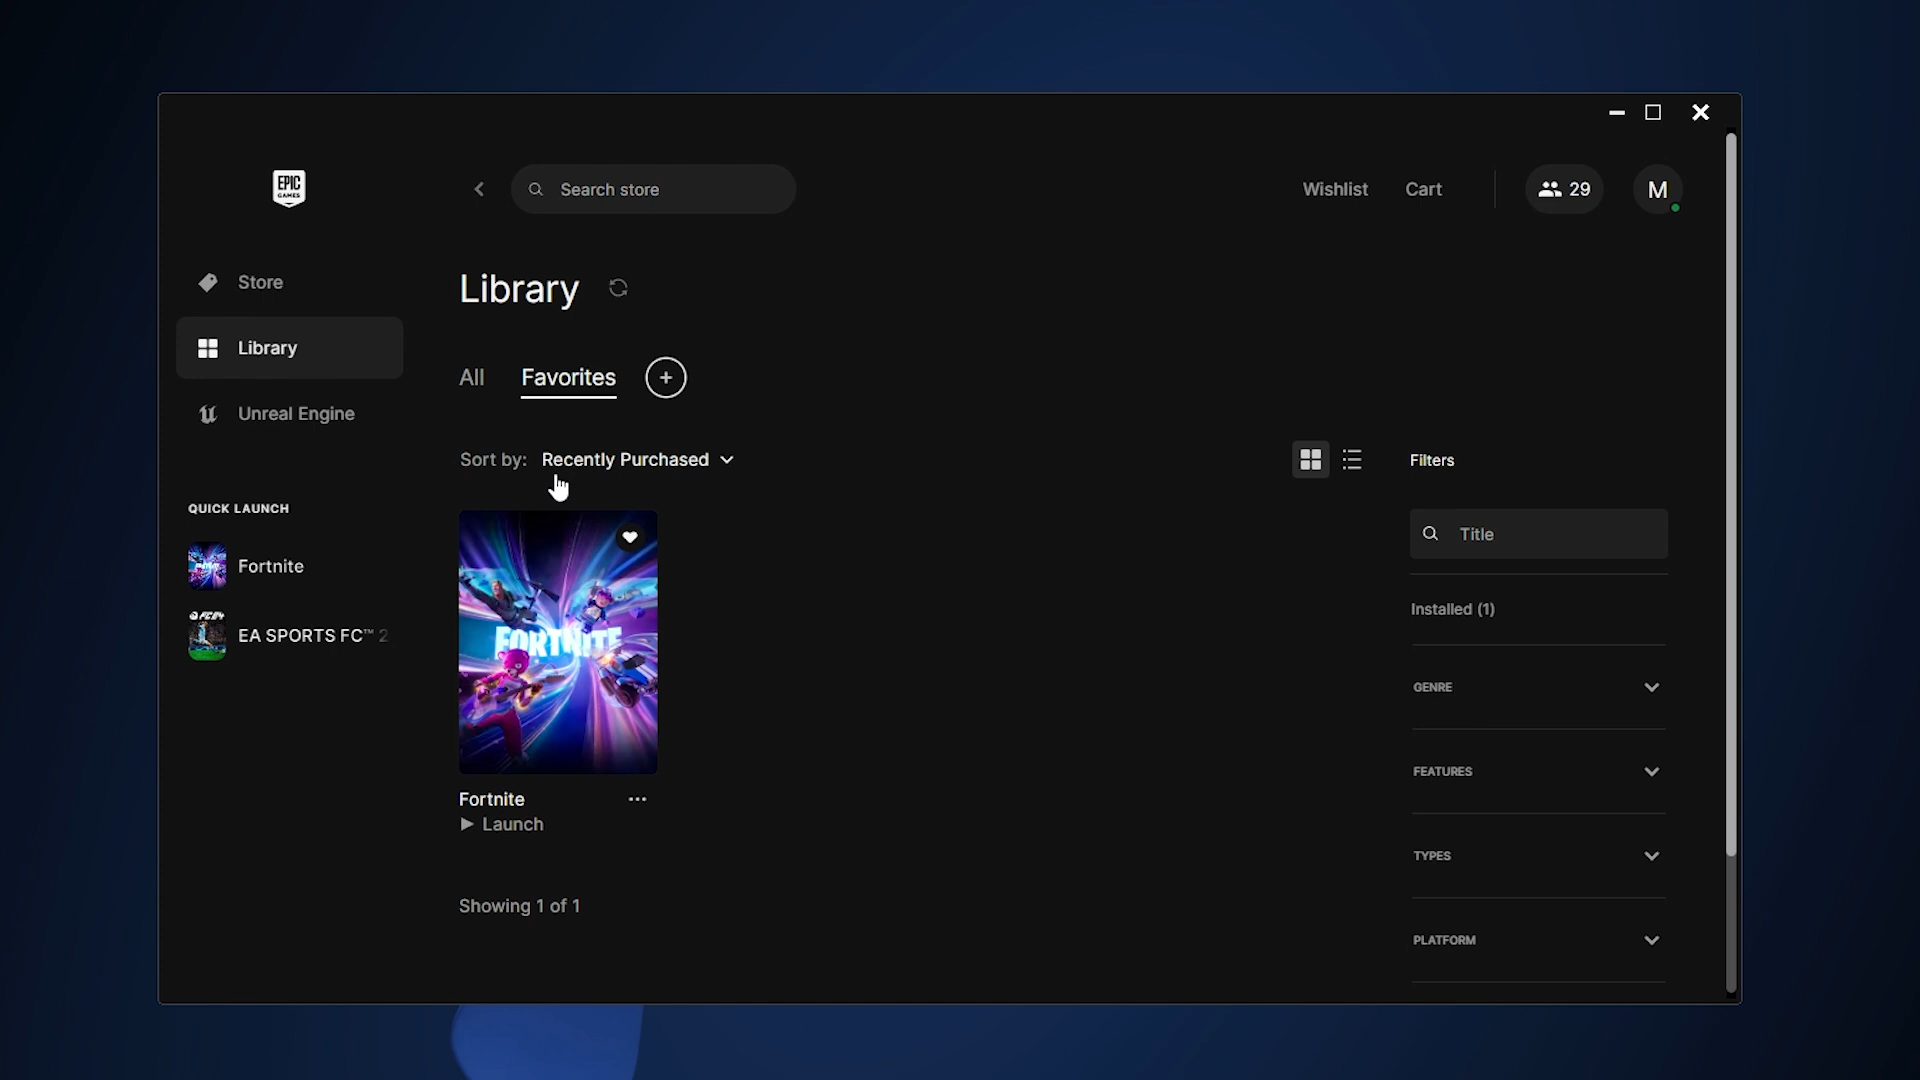 EPIC
GAMES
Search store
Wishlist
Cart
29
M
Store
Library
Unreal Engine
QUICK LAUNCH
Fortnite
FC24
EA SPORTS FC™ 2
Library
All
Favorites
+
Sort by: Recently Purchased
FORTNITE
Fortnite
...
Launch
Showing 1 of 1
Filters
Title
Installed (1)
GENRE
FEATURES
TYPES
PLATFORM